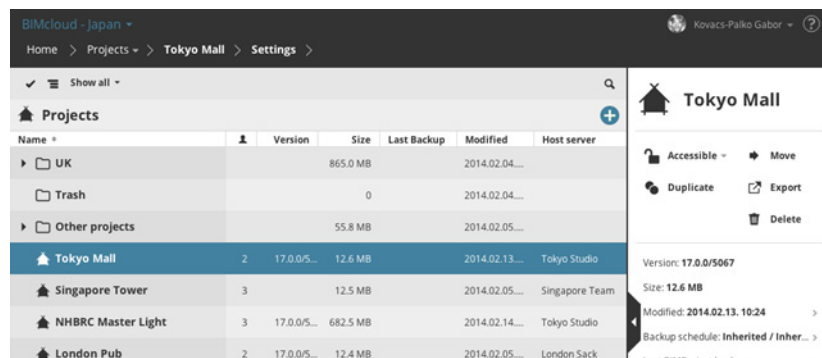 BIMcloud - Japan
Kovacs-Palko Gabor
?
Home > Projects > Tokyo Mall > Settings >
Show all
Projects
Name
Version Size Last Backup Modified Host server
UK 865.0 MB 2014.02.04....
Trash 0 2014.02.04....
Other projects 55.8 MB 2014.02.05....
Tokyo Mall 2 17.0.0/5... 12.6 MB 2014.02.13.... Tokyo Studio
Singapore Tower 3 12.5 MB 2014.02.05.... Singapore Team
NHBRC Master Light 3 17.0.0/5... 682.5 MB 2014.02.14.... Tokyo Studio
London Pub 2 17.0.0/5... 12.4 MB 2014.02.05.... London Sack
Tokyo Mall
Accessible Move
Duplicate Export
Delete
Version: 17.0.0/5067
Size: 12.6 MB
Modified: 2014.02.13. 10:24 >
Backup schedule: Inherited / Inher... >